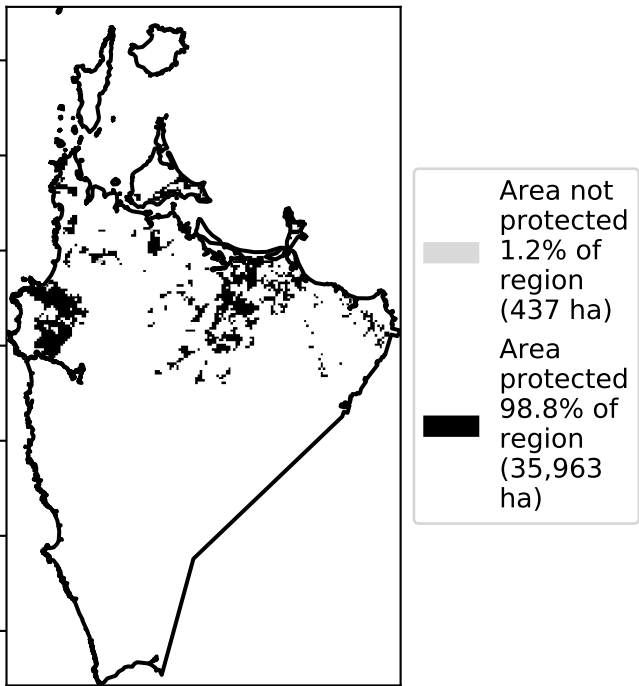 Area not
protected
1.2% of
region
(437 ha)
Area
protected
98.8% of
region
(35,963
ha)